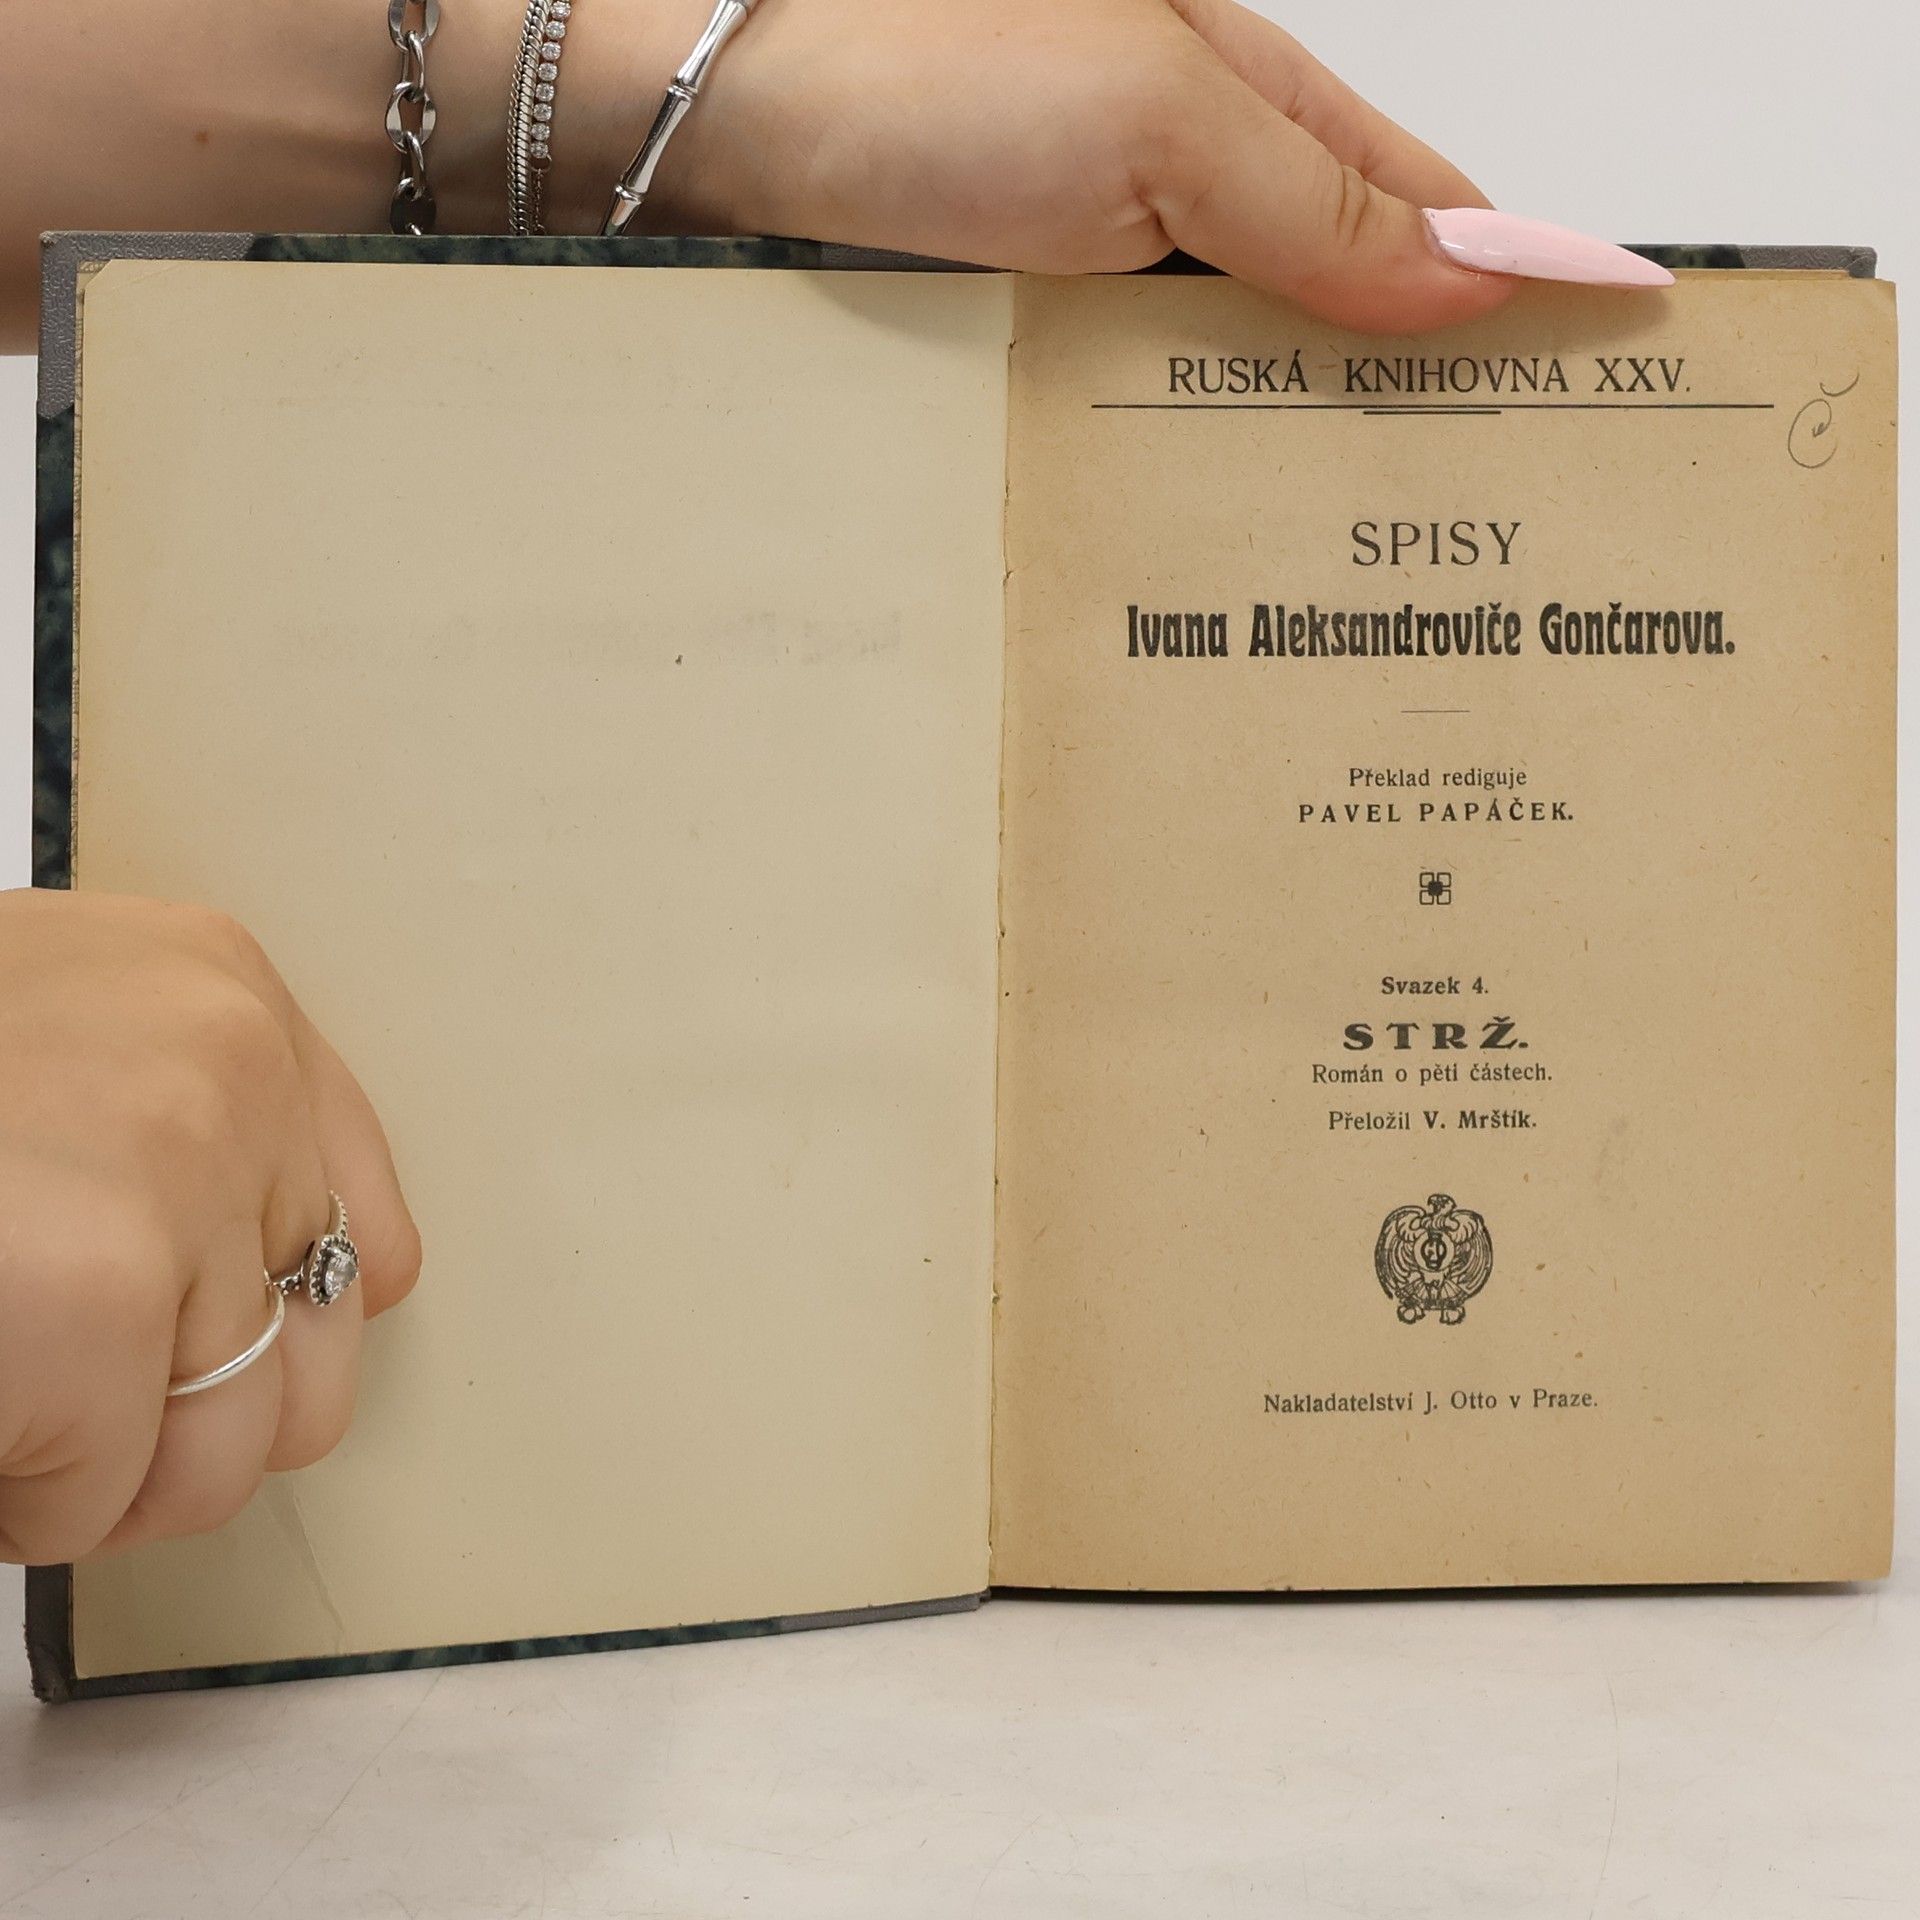 RUSKÁ KNIHOVNA XXV.
SPISY
Ivana Aleksandroviče Gončarova.
Překlad rediguje
PAVEL PAPÁČEK.
Svazek 4.
STRŽ.
Román o pěti částech.
Přeložil V. Mrštík.
Nakladatelství J. Otto v Praze.